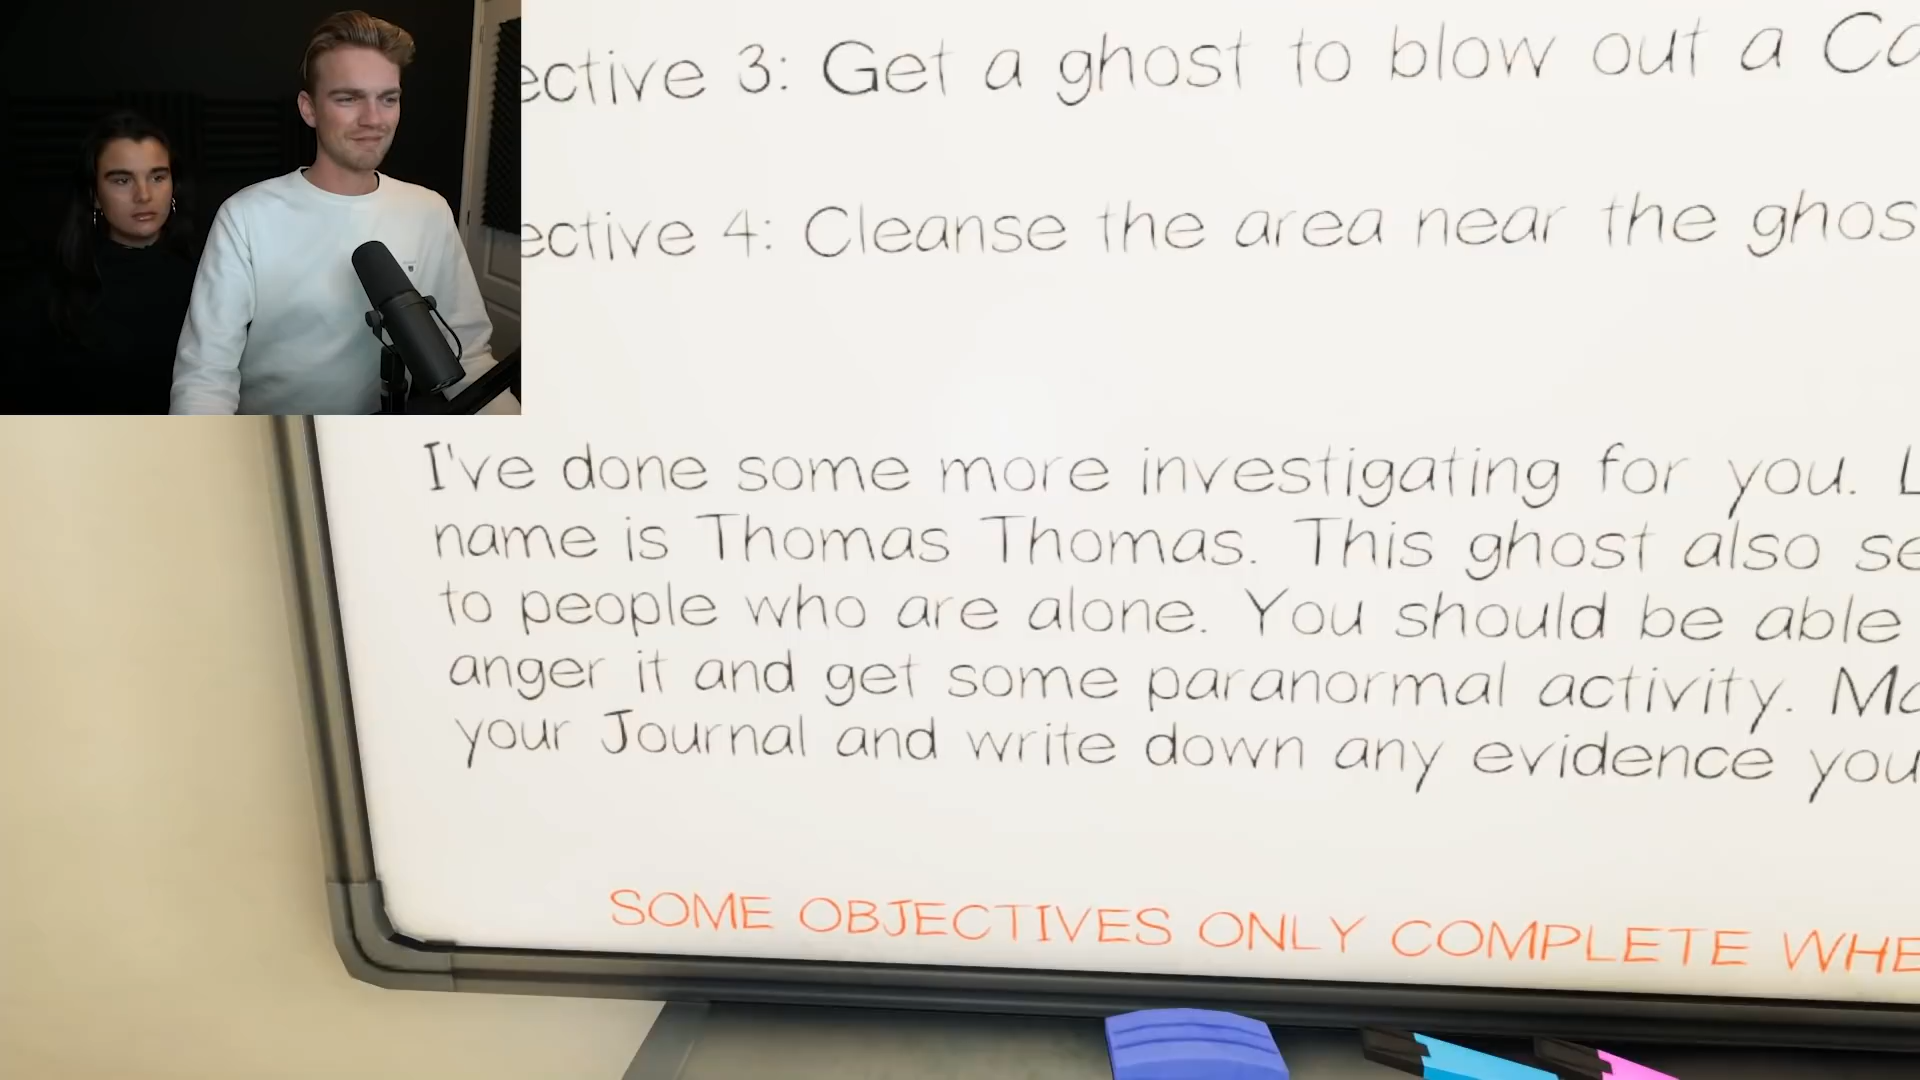 ective 3: Get a ghost to blow out a
ective 4: Cleanse the area near the ghos
I've done some more investigating for you.
name is Thomas Thomas. This ghost also se
to people who are alone. You should be able
anger it and get some paranormal activity.
your Journal and write down any evidence you
SOME OBJECTIVES ONLY COMPLETE WHE